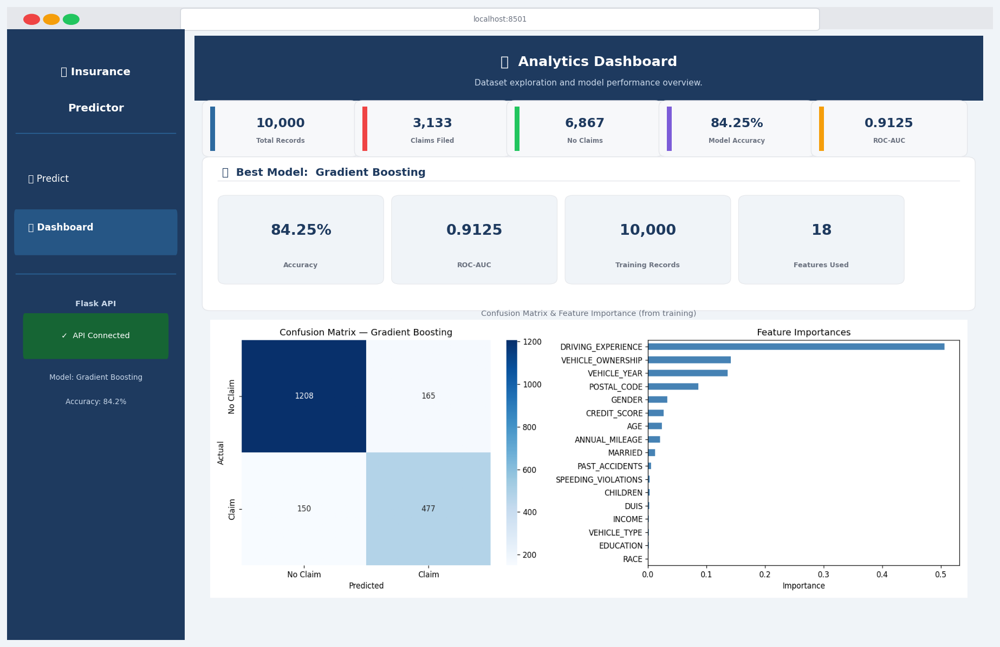 localhost:8501
Insurance
Predictor
Predict
Dashboard
Flask API
✓ API Connected
Model: Gradient Boosting
Accuracy: 84.2%
Analytics Dashboard
Dataset exploration and model performance overview.
10,000
Total Records
3,133
Claims Filed
6,867
No Claims
84.25%
Model Accuracy
0.9125
ROC-AUC
Best Model: Gradient Boosting
84.25%
Accuracy
0.9125
ROC-AUC
10,000
Training Records
18
Features Used
Confusion Matrix & Feature Importance (from training)
Confusion Matrix — Gradient Boosting
Actual
No Claim
Claim
1208
165
150
477
No Claim
Claim
Predicted
1200
1000
800
600
400
200
Feature Importances
DRIVING_EXPERIENCE
VEHICLE_OWNERSHIP
VEHICLE_YEAR
POSTAL_CODE
GENDER
CREDIT_SCORE
AGE
ANNUAL_MILEAGE
MARRIED
PAST_ACCIDENTS
SPEEDING_VIOLATIONS
CHILDREN
DUIS
INCOME
VEHICLE_TYPE
EDUCATION
RACE
0.0 0.1 0.2 0.3 0.4 0.5
Importance